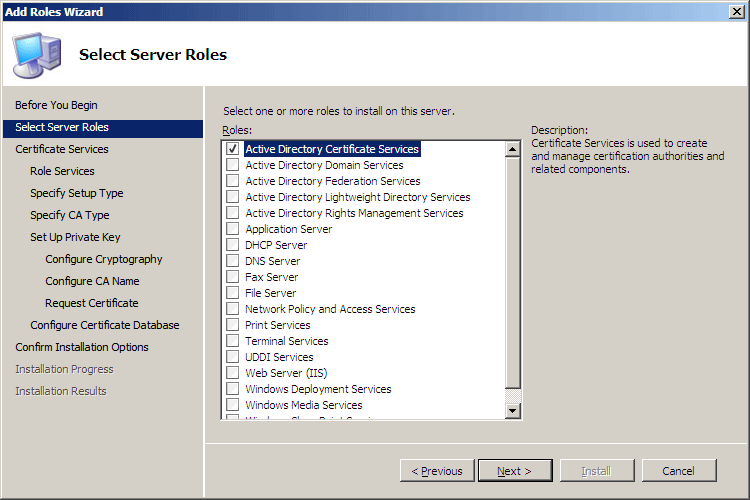 Add Roles Wizard
Select Server Roles
Before You Begin
Select Server Roles
Certificate Services
Role Services
Specify Setup Type
Specify CA Type
Set Up Private Key
Configure Cryptography
Configure CA Name
Request Certificate
Configure Certificate Database
Confirm Installation Options
Installation Progress
Installation Results
Select one or more roles to install on this server.
Roles:
Active Directory Certificate Services
Active Directory Domain Services
Active Directory Federation Services
Active Directory Lightweight Directory Services
Active Directory Rights Management Services
Application Server
DHCP Server
DNS Server
Fax Server
File Server
Network Policy and Access Services
Print Services
Terminal Services
UDDI Services
Web Server (IIS)
Windows Deployment Services
Windows Media Services
Description:
Certificate Services is used to create
and manage certification authorities and
related components.
< Previous
Next >
Install
Cancel